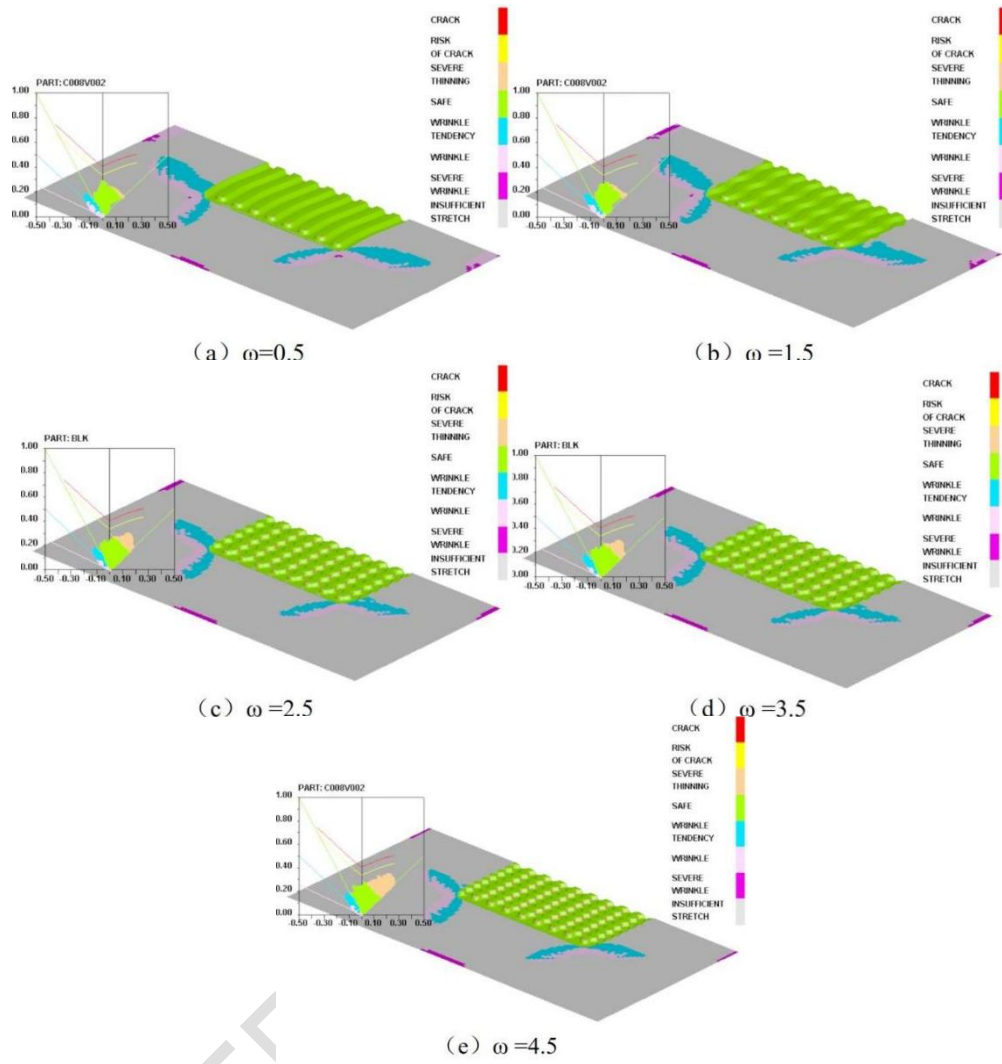 CRACK
RISK
OF CRACK
SEVERE
THINNING
SAFE
WRINKLE
TENDENCY
WRINKLE
SEVERE
WRINKLE
INSUFFICIENT
STRETCH
PART: C008V002
1.00
0.80
0.60
0.40
0.20
0.00
-0.50 -0.30 -0.10 0.10 0.30 0.50
(a) ω=0.5
CRACK
RISK
OF CRACK
SEVERE
THINNING
SAFE
WRINKLE
TENDENCY
WRINKLE
SEVERE
WRINKLE
INSUFFICIENT
STRETCH
PART: C008V002
1.00
0.80
0.60
0.40
0.20
0.00
-0.50 -0.30 -0.10 0.10 0.30 0.50
(b) ω =1.5
CRACK
RISK
OF CRACK
SEVERE
THINNING
SAFE
WRINKLE
TENDENCY
WRINKLE
SEVERE
WRINKLE
INSUFFICIENT
STRETCH
PART: BLK
1.00
0.80
0.60
0.40
0.20
0.00
-0.50 -0.30 -0.10 0.10 0.30 0.50
(c) ω =2.5
CRACK
RISK
OF CRACK
SEVERE
THINNING
SAFE
WRINKLE
TENDENCY
WRINKLE
SEVERE
WRINKLE
INSUFFICIENT
STRETCH
PART: BLK
1.00
0.80
0.60
0.40
0.20
0.00
-0.50 -0.30 -0.10 0.10 0.30 0.50
(d) ω =3.5
CRACK
RISK
OF CRACK
SEVERE
THINNING
SAFE
WRINKLE
TENDENCY
WRINKLE
SEVERE
WRINKLE
INSUFFICIENT
STRETCH
PART: C008V002
1.00
0.80
0.60
0.40
0.20
0.00
-0.50 -0.30 -0.10 0.10 0.30 0.50
(e) ω =4.5